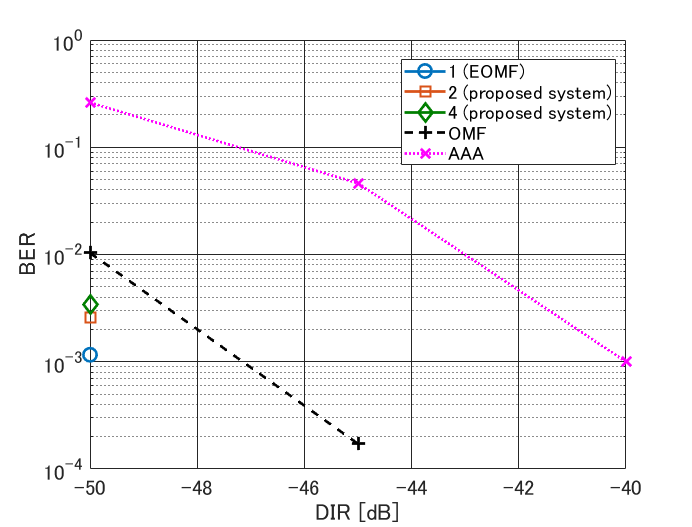 10^0
10^-1
10^-2
10^-3
10^-4
BER
1 (EOMF)
2 (proposed system)
4 (proposed system)
OMF
AAA
-50 -48 -46 -44 -42 -40
DIR [dB]